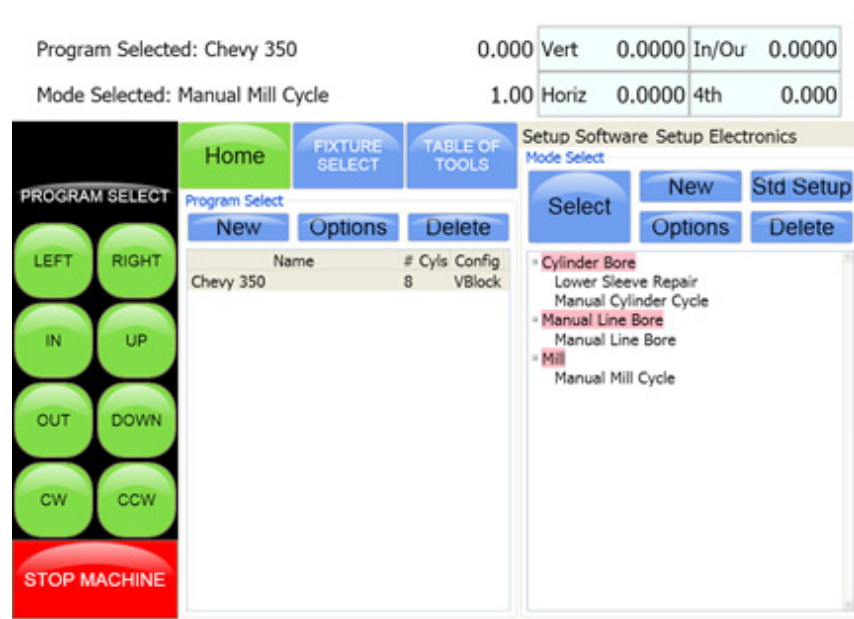 Program Selected: Chevy 350 0.000 Vert 0.0000 In/Ou 0.0000
Mode Selected: Manual Mill Cycle 1.00 Horiz 0.0000 4th 0.000
Setup Software Setup Electronics
Home FIXTURE SELECT TABLE OF TOOLS
Mode Select
PROGRAM SELECT
Program Select
Select New Std Setup
New Options Delete
Options Delete
Name # Cyls Config
Chevy 350 8 VBlock
Cylinder Bore
Lower Sleeve Repair
Manual Cylinder Cycle
Manual Line Bore
Manual Line Bore
Mill
Manual Mill Cycle
LEFT RIGHT
IN UP
OUT DOWN
CW CCW
STOP MACHINE